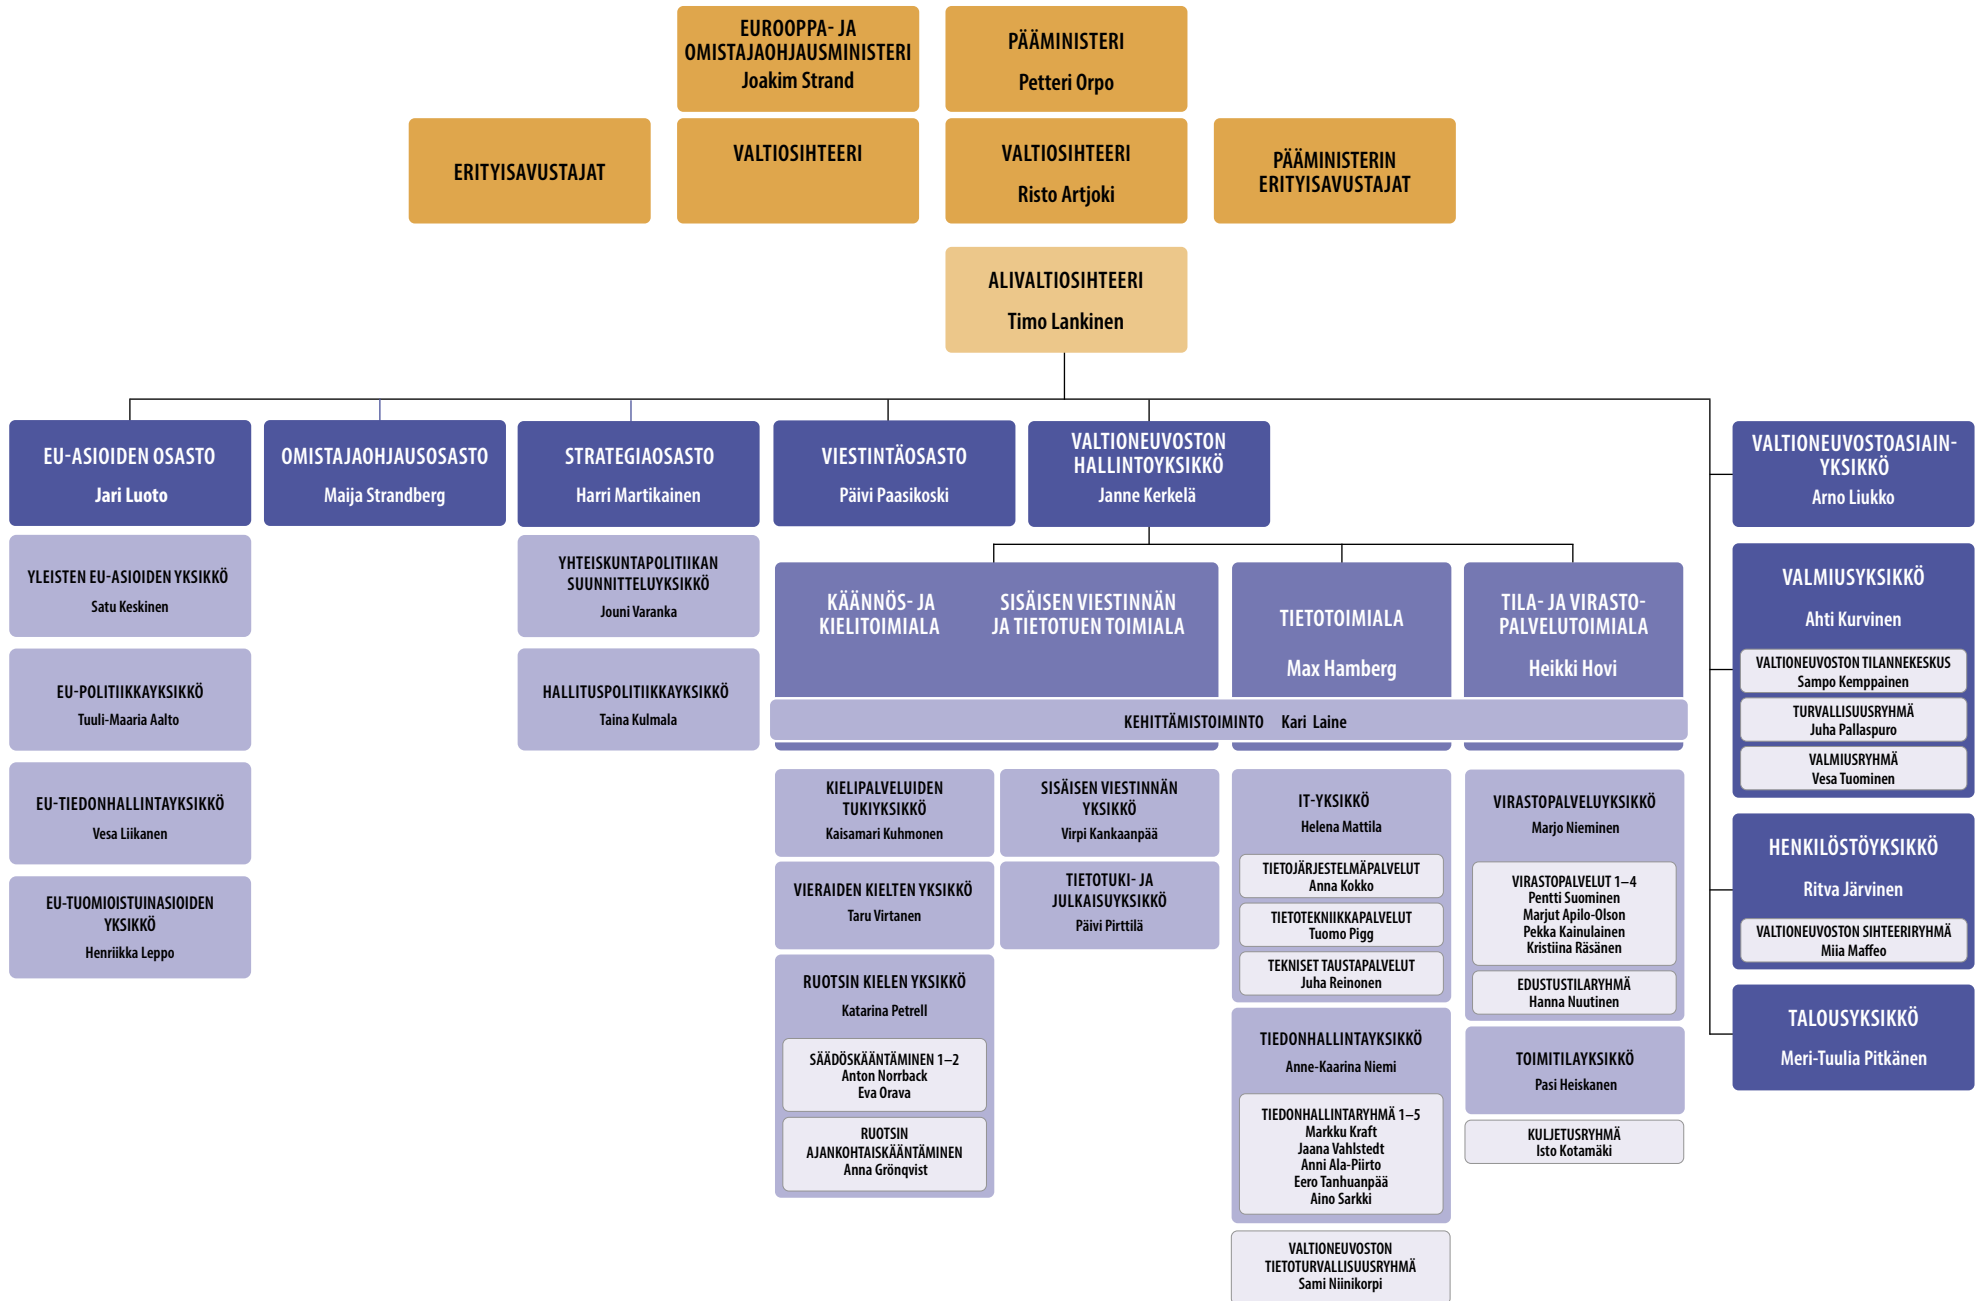 EUROOPPA- JA
OMISTAJAOHJAUSMINISTERI
Joakim Strand
PÄÄMINISTERI
Petteri Orpo
ERITYISAVUSTAJAT
VALTIOSIHTEERI
VALTIOSIHTEERI
Risto Artjoki
PÄÄMINISTERIN
ERITYISAVUSTAJAT
ALIVALTIOSIHTEERI
Timo Lankinen
EU-ASIOIDEN OSASTO
Jari Luoto
OMISTAJAOHJAUSOSASTO
Maija Strandberg
STRATEGIAOSASTO
Harri Martikainen
VIESTINTÄOSASTO
Päivi Paasikoski
VALTIONEUVOSTON
HALLINTOYKSIKKÖ
Janne Kerkelä
YLEISTEN EU-ASIOIDEN YKSIKKÖ
Satu Keskinen
EU-POLITIIKKAYKSIKKÖ
Tuuli-Maaria Aalto
EU-TIEDONHALLINTAYKSIKKÖ
Vesa Liikanen
EU-TUOMIOISTUINASIOIDEN
YKSIKKÖ
Henriikka Leppo
YHTEISKUNTAPOLITIIKAN
SUUNNITTELUYKSIKKÖ
Jouni Varanka
HALLITUSPOLITIIKKAYKSIKKÖ
Taina Kulmala
KÄÄNNÖS- JA
KIELITOIMIALA
SISÄISEN VIESTINNÄN
JA TIETOTUEN TOIMIALA
TIETOTOIMIALA
Max Hamberg
TILA- JA VIRASTO-
PALVELUTOIMIALA
Heikki Hovi
KEHITTÄMISTOIMINTO Kari Laine
KIELIPALVELUIDEN
TUKIYKSIKKÖ
Kaisamari Kuhmonen
VIERAIDEN KIELTEN YKSIKKÖ
Taru Virtanen
RUOTSIN KIELEN YKSIKKÖ
Katarina Petrell
SÄÄDÖSKÄÄNTÄMINEN 1–2
Anton Norrback
Eva Orava
RUOTSIN
AJANKOHTAISKÄÄNTÄMINEN
Anna Grönqvist
SISÄISEN VIESTINNÄN
YKSIKKÖ
Virpi Kankaanpää
TIETOTUKI- JA
JULKAISUYKSIKKÖ
Päivi Pirttilä
IT-YKSIKKÖ
Helena Mattila
TIETOJÄRJESTELMÄPALVELUT
Anna Kokko
TIETOTEKNIIKKAPALVELUT
Tuomo Pigg
TEKNISET TAUSTAPALVELUT
Juha Reinonen
TIEDONHALLINTAYKSIKKÖ
Anne-Kaarina Niemi
TIEDONHALLINTARYHMÄ 1–5
Markku Kraft
Jaana Vahlstedt
Anni Ala-Piirto
Eero Tanhuanpää
Aino Sarkki
VALTIONEUVOSTON
TIETOTURVALLISUUSRYHMÄ
Sami Niinikorpi
VIRASTOPALVELUYKSIKKÖ
Marjo Nieminen
VIRASTOPALVELUT 1–4
Pentti Suominen
Marjut Apilo-Olson
Pekka Kainulainen
Kristiina Räsänen
EDUSTUSTILARYHMÄ
Hanna Nuutinen
TOIMITILAYKSIKKÖ
Pasi Heiskanen
KULJETUSRYHMÄ
Isto Kotamäki
VALTIONEUVOSTOASIAIN-
YKSIKKÖ
Arno Liukko
VALMIUSYKSIKKÖ
Ahti Kurvinen
VALTIONEUVOSTON TILANNEKESKUS
Sampo Kemppainen
TURVALLISUUSRYHMÄ
Juha Pallaspuro
VALMIUSRYHMÄ
Vesa Tuominen
HENKILÖSTÖYKSIKKÖ
Ritva Järvinen
VALTIONEUVOSTON SIHTEERIRYHMÄ
Miia Maffeo
TALOUSYKSIKKÖ
Meri-Tuulia Pitkänen